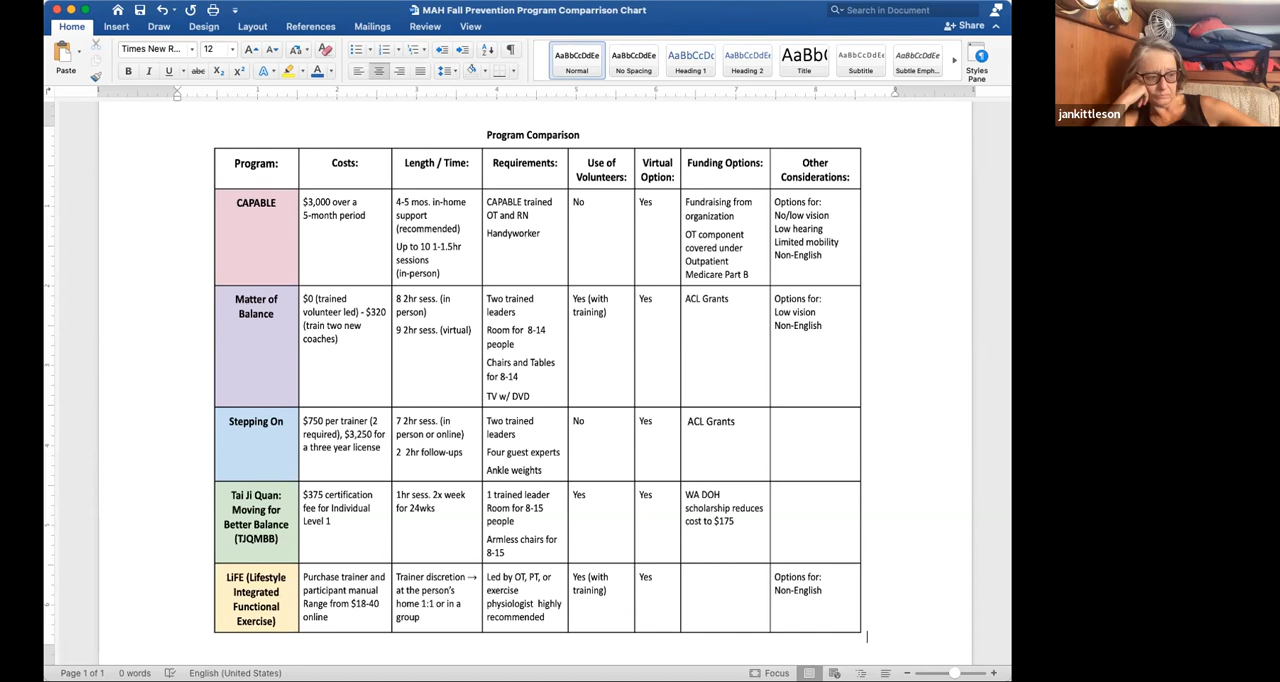 MAH Fall Prevention Program Comparrison Chart
Search in Document
Home Insert Draw Design Layout References Mailings Review View
Share
Times New R... 12
Paste
AaBbCcDdEe AaBbCcDdEe AaBbCcDc AaBbCcDdEe AaBb( AaBbCcDdEe AaBbCcDdEe
Normal No Spacing Heading 1 Heading 2 Title Subtitle Subtle Emph...
Styles
Pane
jankittleson
Program Comparison
Program:
Costs:
Length / Time:
Requirements:
Use of
Volunteers:
Virtual
Option:
Funding Options:
Other
Considerations:
CAPABLE
$3,000 over a
5-month period
4-5 mos. in-home
support
(recommended)
Up to 10 1-1.5hr
sessions
(in-person)
CAPABLE trained
OT and RN
Handyworker
No
Yes
Fundraising from
organization
OT component
covered under
Outpatient
Medicare Part B
Options for:
No/low vision
Low hearing
Limited mobility
Non-English
Matter of
Balance
$0 (trained
volunteer led) - $320
(train two new
coaches)
8 2hr sess. (in
person)
9 2hr sess. (virtual)
Two trained
leaders
Room for 8-14
people
Chairs and Tables
for 8-14
TV w/ DVD
Yes (with
training)
Yes
ACL Grants
Options for:
Low vision
Non-English
Stepping On
$750 per trainer (2
required), $3,250 for
a three year license
7 2hr sess. (in
person or online)
2 2hr follow-ups
Two trained
leaders
Four guest experts
Ankle weights
No
Yes
ACL Grants
Tai Ji Quan:
Moving for
Better Balance
(TJQMBB)
$375 certification
fee for Individual
Level 1
1hr sess. 2x week
for 24wks
1 trained leader
Room for 8-15
people
Armless chairs for
8-15
Yes
Yes
WA DOH
scholarship reduces
cost to $175
LiFE (Lifestyle
Integrated
Functional
Exercise)
Purchase trainer and
participant manual
Range from $18-40
online
Trainer discretion →
at the person's
home 1:1 or in a
group
Led by OT, PT, or
exercise
physiologist highly
recommended
Yes (with
training)
Yes
Options for:
Non-English
Page 1 of 1 0 words English (United States) Focus